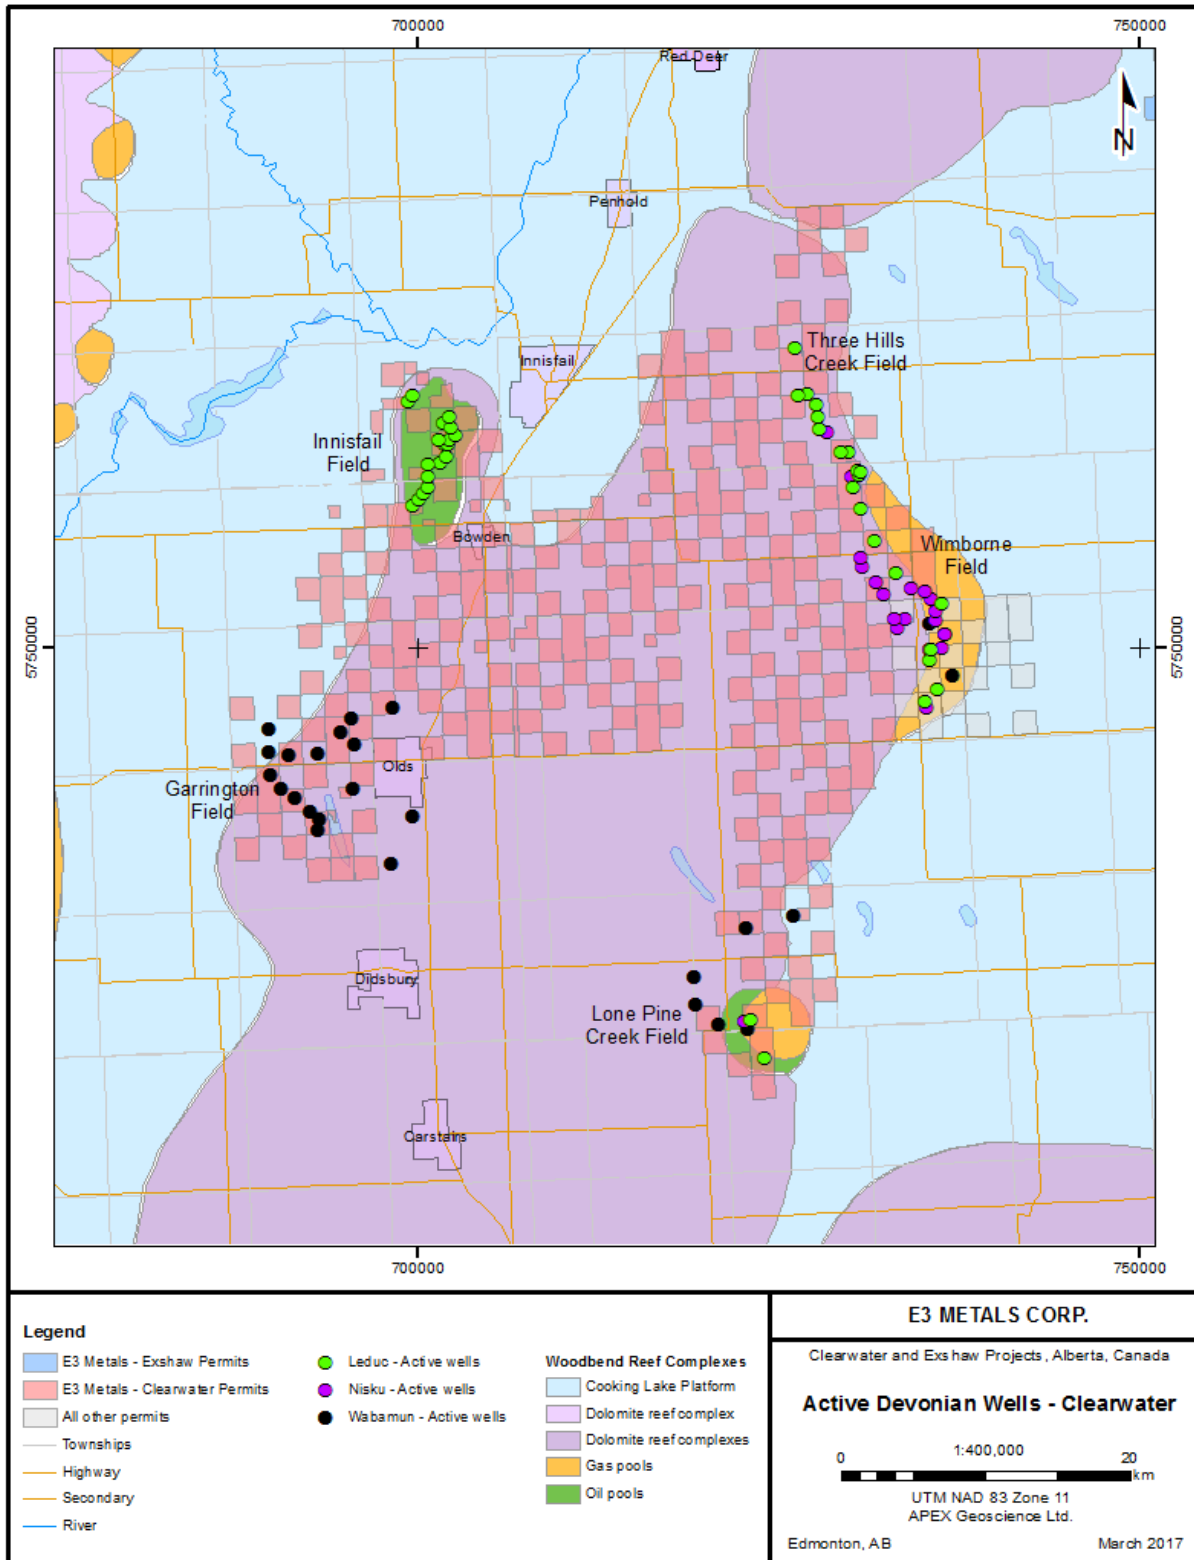 700000
750000
Red Deer
N
Penhold
Three Hills
Creek Field
Innisfail
Innisfail
Field
Bowden
Wimborne
Field
5750000
5750000
Olds
Garrington
Field
Didsbury
Lone Pine
Creek Field
Carstairs
700000
750000
Legend
E3 Metals - Exshaw Permits
E3 Metals - Clearwater Permits
All other permits
Townships
Highway
Secondary
River
Leduc - Active wells
Nisku - Active wells
Wabamun - Active wells
Woodbend Reef Complexes
Cooking Lake Platform
Dolomite reef complex
Dolomite reef complexes
Gas pools
Oil pools
E3 METALS CORP.
Clearwater and Exshaw Projects, Alberta, Canada
Active Devonian Wells - Clearwater
1:400,000
0 20
km
UTM NAD 83 Zone 11
APEX Geoscience Ltd.
Edmonton, AB March 2017